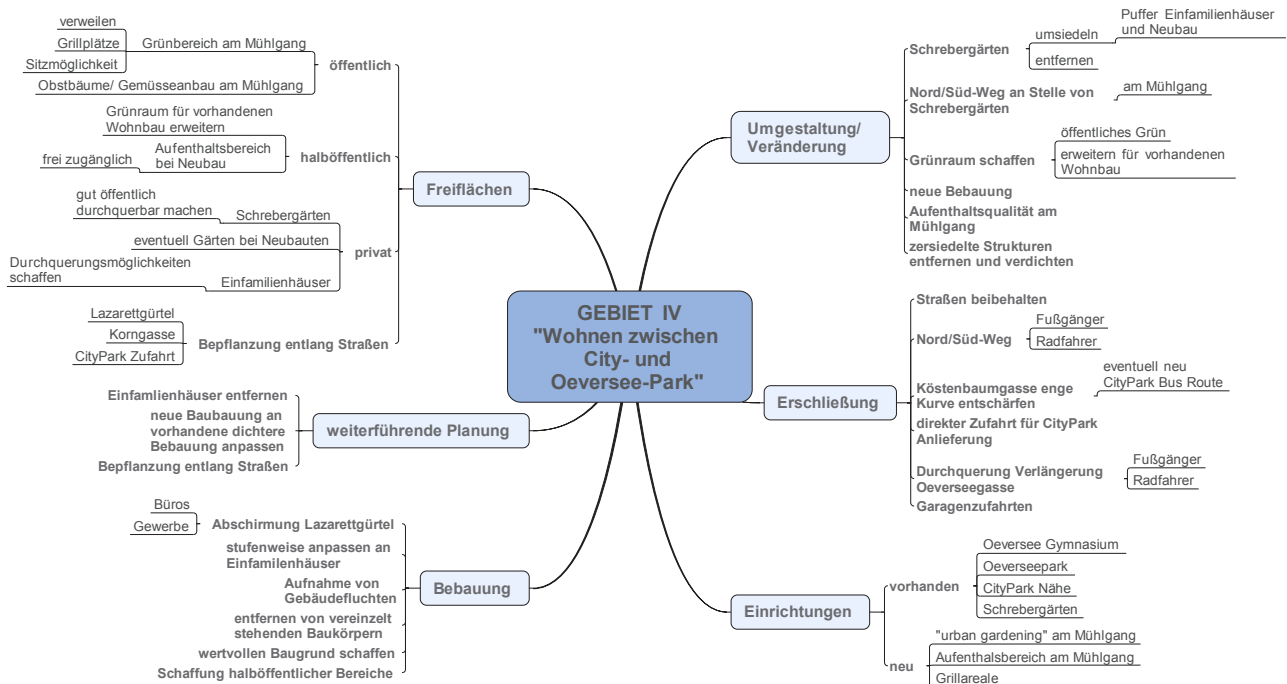 GEBIET IV
"Wohnen zwischen
City- und
Oeversee-Park"
Umgestaltung/
Veränderung
Schrebergärten
umsiedeln
Puffer Einfamilienhäuser
und Neubau
entfernen
Nord/Süd-Weg an Stelle von
Schrebergärten
am Mühlgang
Grünraum schaffen
öffentliches Grün
erweitern für vorhandenen
Wohnbau
neue Bebauung
Aufenthaltsqualität am
Mühlgang
zersiedelte Strukturen
entfernen und verdichten
Erschließung
Straßen beibehalten
Nord/Süd-Weg
Fußgänger
Radfahrer
Köstenbaumgasse enge
Kurve entschärfen
eventuell neu
CityPark Bus Route
direkter Zufahrt für CityPark
Anlieferung
Durchquerung Verlängerung
Oeverseegasse
Fußgänger
Radfahrer
Garagenzufahrten
Einrichtungen
vorhanden
Oeversee Gymnasium
Oeverseepark
CityPark Nähe
Schrebergärten
neu
"urban gardening" am Mühlgang
Aufenthalsbereich am Mühlgang
Grillareale
Freiflächen
öffentlich
Grünbereich am Mühlgang
verweilen
Grillplätze
Sitzmöglichkeit
Obstbäume/ Gemüsseanbau am Mühlgang
halböffentlich
Grünraum für vorhandenen
Wohnbau erweitern
Aufenthaltsbereich
bei Neubau
frei zugänglich
privat
Schrebergärten
gut öffentlich
durchquerbar machen
eventuell Gärten bei Neubauten
Einfamilienhäuser
Durchquerungsmöglichkeiten
schaffen
Bepflanzung entlang Straßen
Lazarettgürtel
Korngasse
CityPark Zufahrt
weiterführende Planung
Einfamlienhäuser entfernen
neue Baubauung an
vorhandene dichtere
Bebauung anpassen
Bepflanzung entlang Straßen
Bebauung
Abschirmung Lazarettgürtel
Büros
Gewerbe
stufenweise anpassen an
Einfamilenhäuser
Aufnahme von
Gebäudefluchten
entfernen von vereinzelt
stehenden Baukörpern
wertvollen Baugrund schaffen
Schaffung halböffentlicher Bereiche